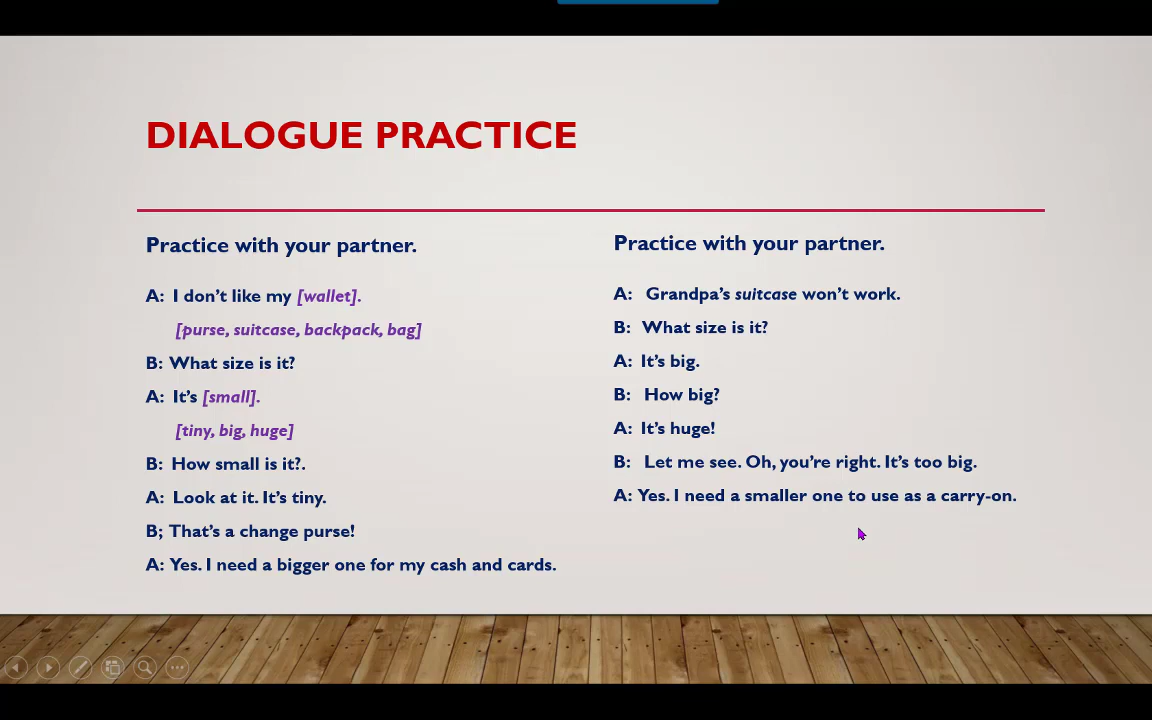 DIALOGUE PRACTICE
Practice with your partner.
A: I don't like my [wallet].
[purse, suitcase, backpack, bag]
B: What size is it?
A: It's [small].
[tiny, big, huge]
B: How small is it?.
A: Look at it. It's tiny.
B; That's a change purse!
A: Yes. I need a bigger one for my cash and cards.
Practice with your partner.
A: Grandpa's suitcase won't work.
B: What size is it?
A: It's big.
B: How big?
A: It's huge!
B: Let me see. Oh, you're right. It's too big.
A: Yes. I need a smaller one to use as a carry-on.